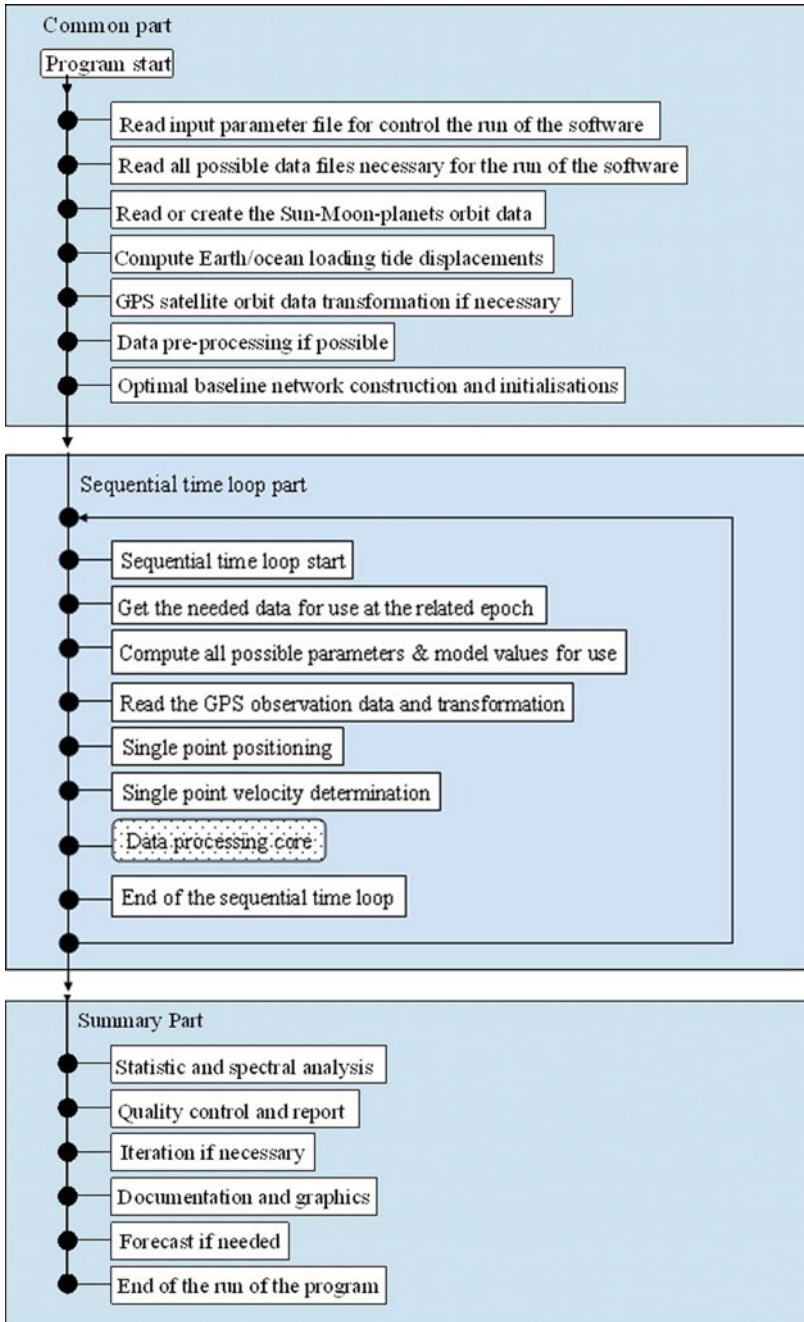 Common part
Program start
Read input parameter file for control the run of the software
Read all possible data files necessary for the run of the software
Read or create the Sun-Moon-planets orbit data
Compute Earth/ocean loading tide displacements
GPS satellite orbit data transformation if necessary
Data pre-processing if possible
Optimal baseline network construction and initialisations
Sequential time loop part
Sequential time loop start
Get the needed data for use at the related epoch
Compute all possible parameters & model values for use
Read the GPS observation data and transformation
Single point positioning
Single point velocity determination
Data processing core
End of the sequential time loop
Summary Part
Statistic and spectral analysis
Quality control and report
Iteration if necessary
Documentation and graphics
Forecast if needed
End of the run of the program